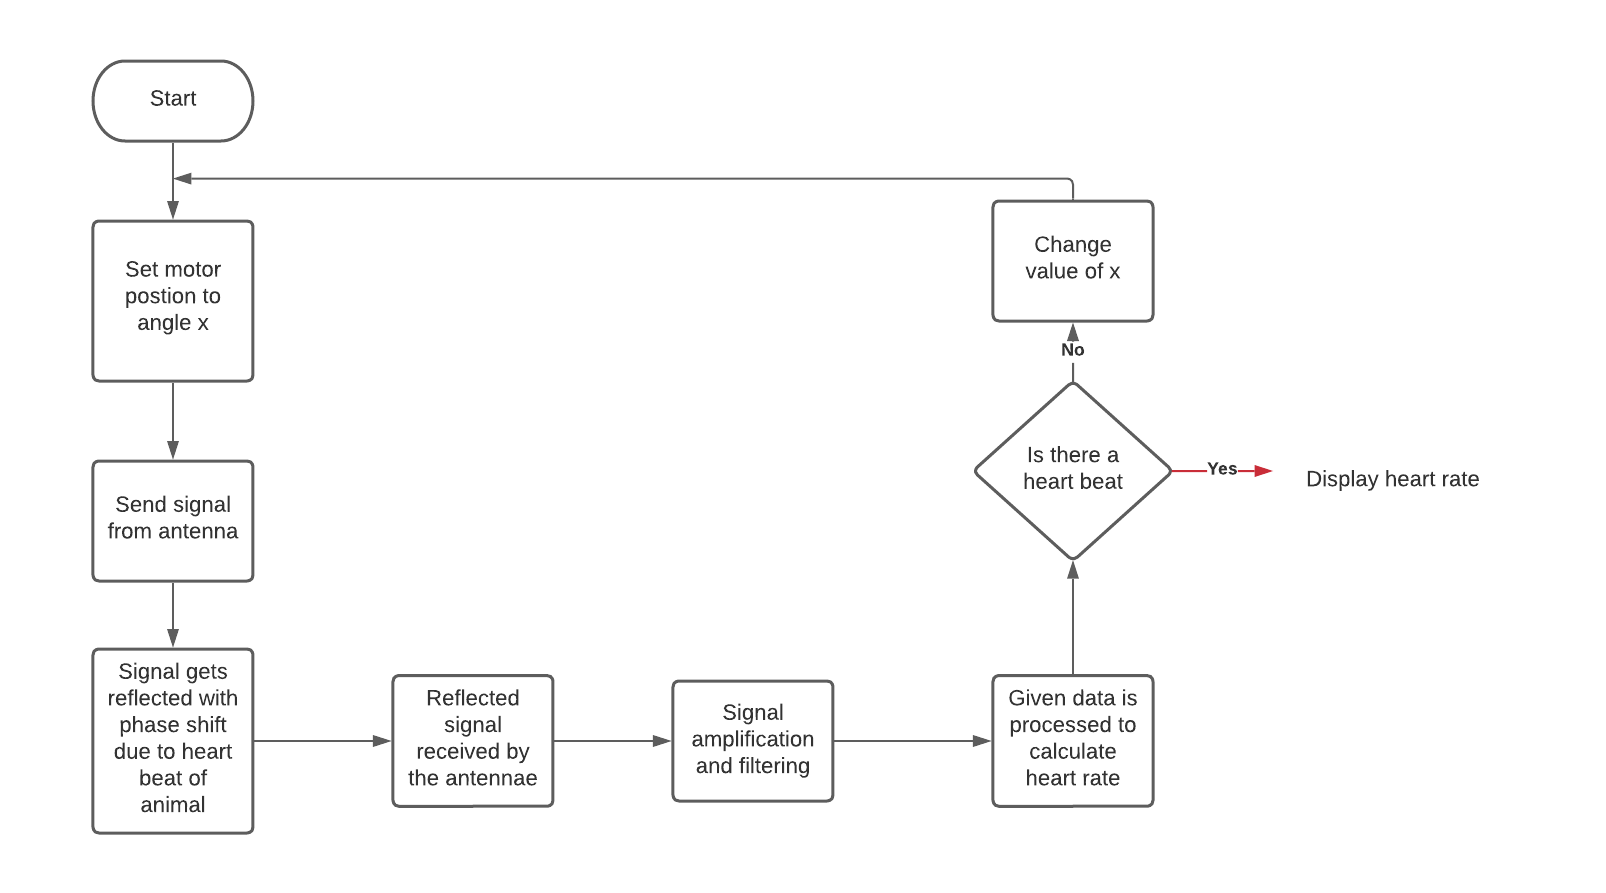 Start
Set motor
postion to
angle x
Send signal
from antenna
Signal gets
reflected with
phase shift
due to heart
beat of
animal
Reflected
signal
received by
the antennae
Signal
amplification
and filtering
Given data is
processed to
calculate
heart rate
Is there a
heart beat
Yes
Display heart rate
No
Change
value of x